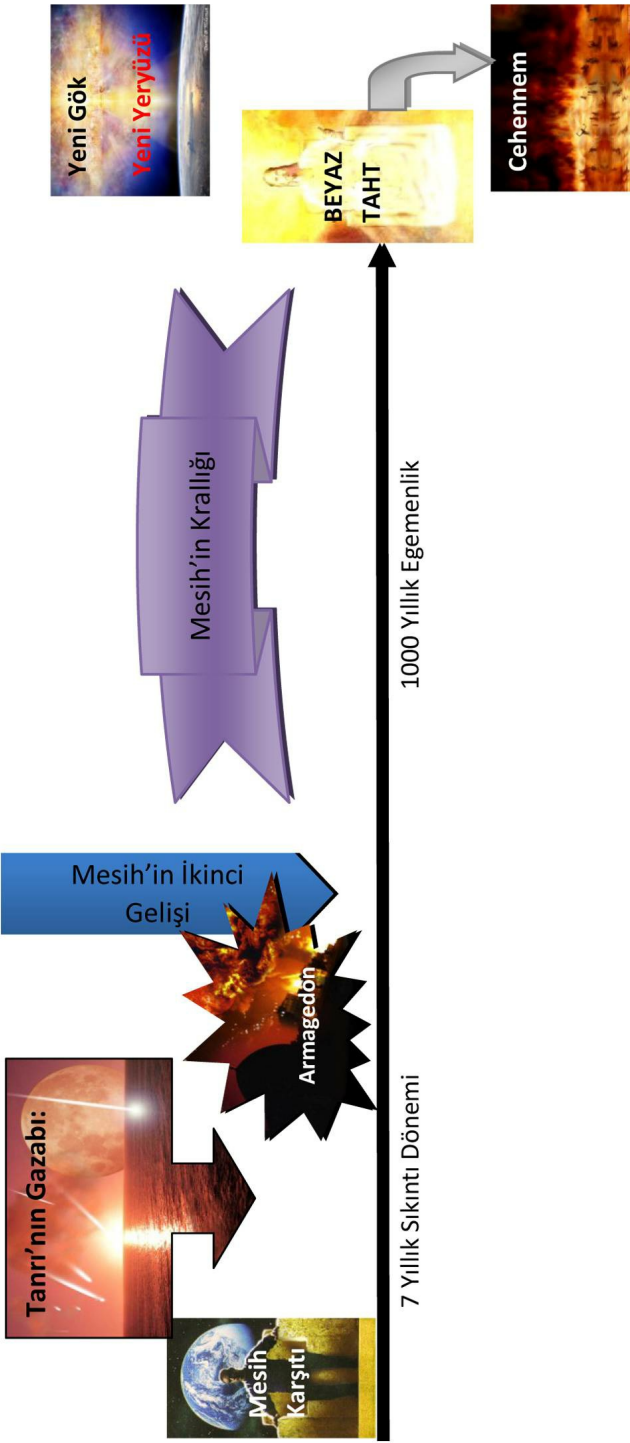 Tanrı’nın Gazabı:
Mesih
Karşıtı
Armagedon
Mesih’in İkinci
Gelişi
7 Yıllık Sıkıntı Dönemi
Mesih’in Krallığı
1000 Yıllık Egemenlik
BEYAZ
TAHT
Yeni Gök
Yeni Yeryüzü
Cehennem